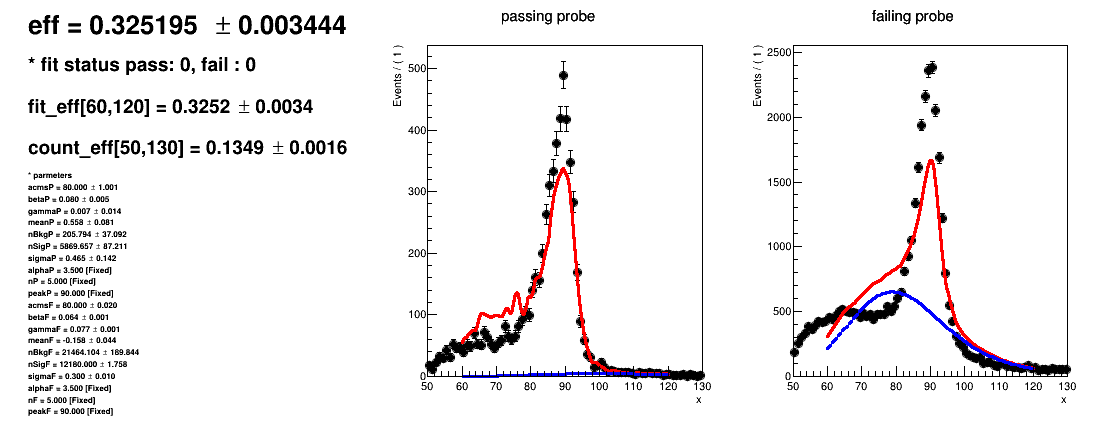 eff = 0.325195 ± 0.003444
* fit status pass: 0, fail : 0
fit_eff[60,120] = 0.3252 ± 0.0034
count_eff[50,130] = 0.1349 ± 0.0016
* parmeters
acmsP = 80.000 ± 1.001
betaP = 0.080 ± 0.005
gammaP = 0.007 ± 0.014
meanP = 0.558 ± 0.081
nBkgP = 205.794 ± 37.092
nSigP = 5869.657 ± 87.211
sigmaP = 0.465 ± 0.142
alphaP = 3.500 [Fixed]
nP = 5.000 [Fixed]
peakP = 90.000 [Fixed]
acmsF = 80.000 ± 0.020
betaF = 0.064 ± 0.001
gammaF = 0.077 ± 0.001
meanF = -0.158 ± 0.044
nBkgF = 21464.104 ± 189.844
nSigF = 12180.000 ± 1.758
sigmaF = 0.300 ± 0.010
alphaF = 3.500 [Fixed]
nF = 5.000 [Fixed]
peakF = 90.000 [Fixed]
passing probe
Events / ( 1 )
500
400
300
200
100
0
50 60 70 80 90 100 110 120 130
x
failing probe
Events / ( 1 )
2500
2000
1500
1000
500
0
50 60 70 80 90 100 110 120 130
x